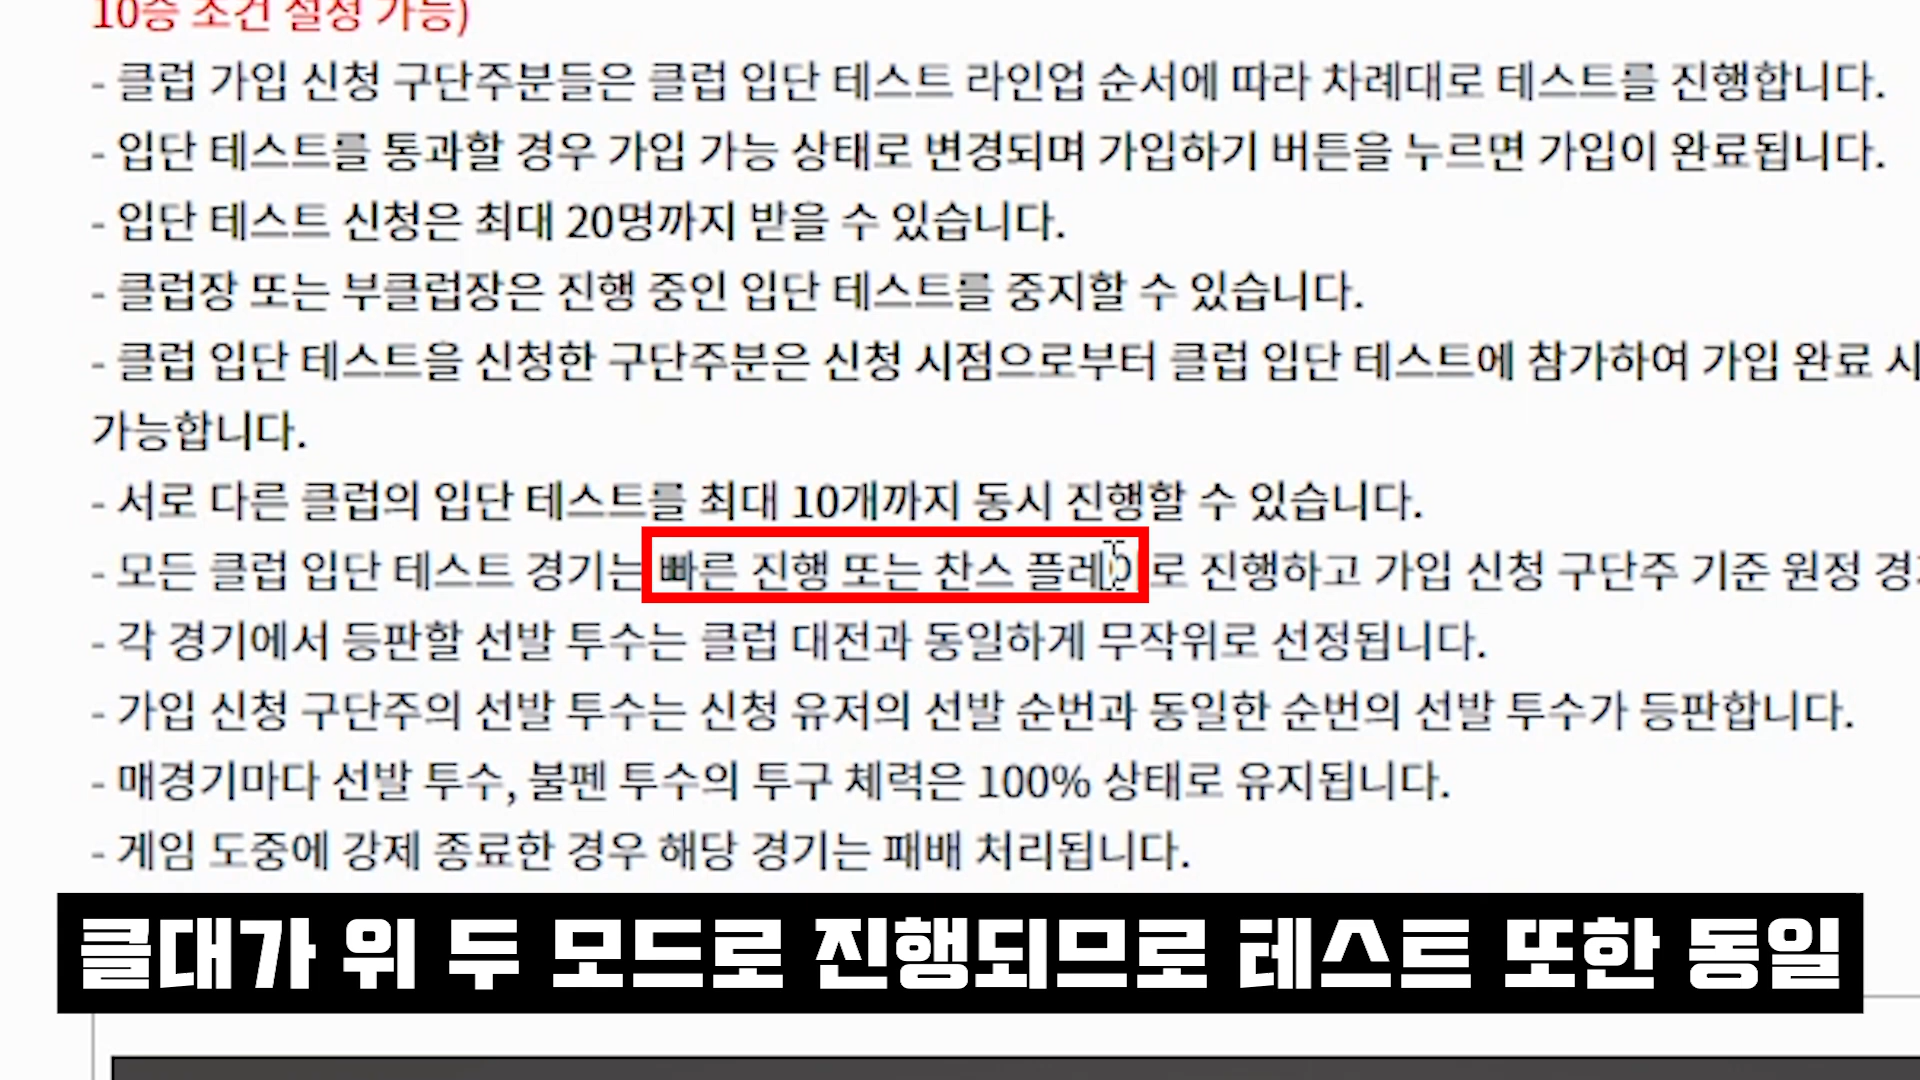 10승 조건 설정 가능)
- 클럽 가입 신청 구단주분들은 클럽 입단 테스트 라인업 순서에 따라 차례대로 테스트를 진행합니다.
- 입단 테스트를 통과할 경우 가입 가능 상태로 변경되며 가입하기 버튼을 누르면 가입이 완료됩니다.
- 입단 테스트 신청은 최대 20명까지 받을 수 있습니다.
- 클럽장 또는 부클럽장은 진행 중인 입단 테스트를 중지할 수 있습니다.
- 클럽 입단 테스트을 신청한 구단주분은 신청 시점으로부터 클럽 입단 테스트에 참가하여 가입 완료 시
가능합니다.
- 서로 다른 클럽의 입단 테스트를 최대 10개까지 동시 진행할 수 있습니다.
- 모든 클럽 입단 테스트 경기는 빠른 진행 또는 찬스 플레이로 진행하고 가입 신청 구단주 기준 원정 경
- 각 경기에서 등판할 선발 투수는 클럽 대전과 동일하게 무작위로 선정됩니다.
- 가입 신청 구단주의 선발 투수는 신청 유저의 선발 순번과 동일한 순번의 선발 투수가 등판합니다.
- 매경기마다 선발 투수, 불펜 투수의 투구 체력은 100% 상태로 유지됩니다.
- 게임 도중에 강제 종료한 경우 해당 경기는 패배 처리됩니다.
클대가 위 두 모드로 진행되므로 테스트 또한 동일